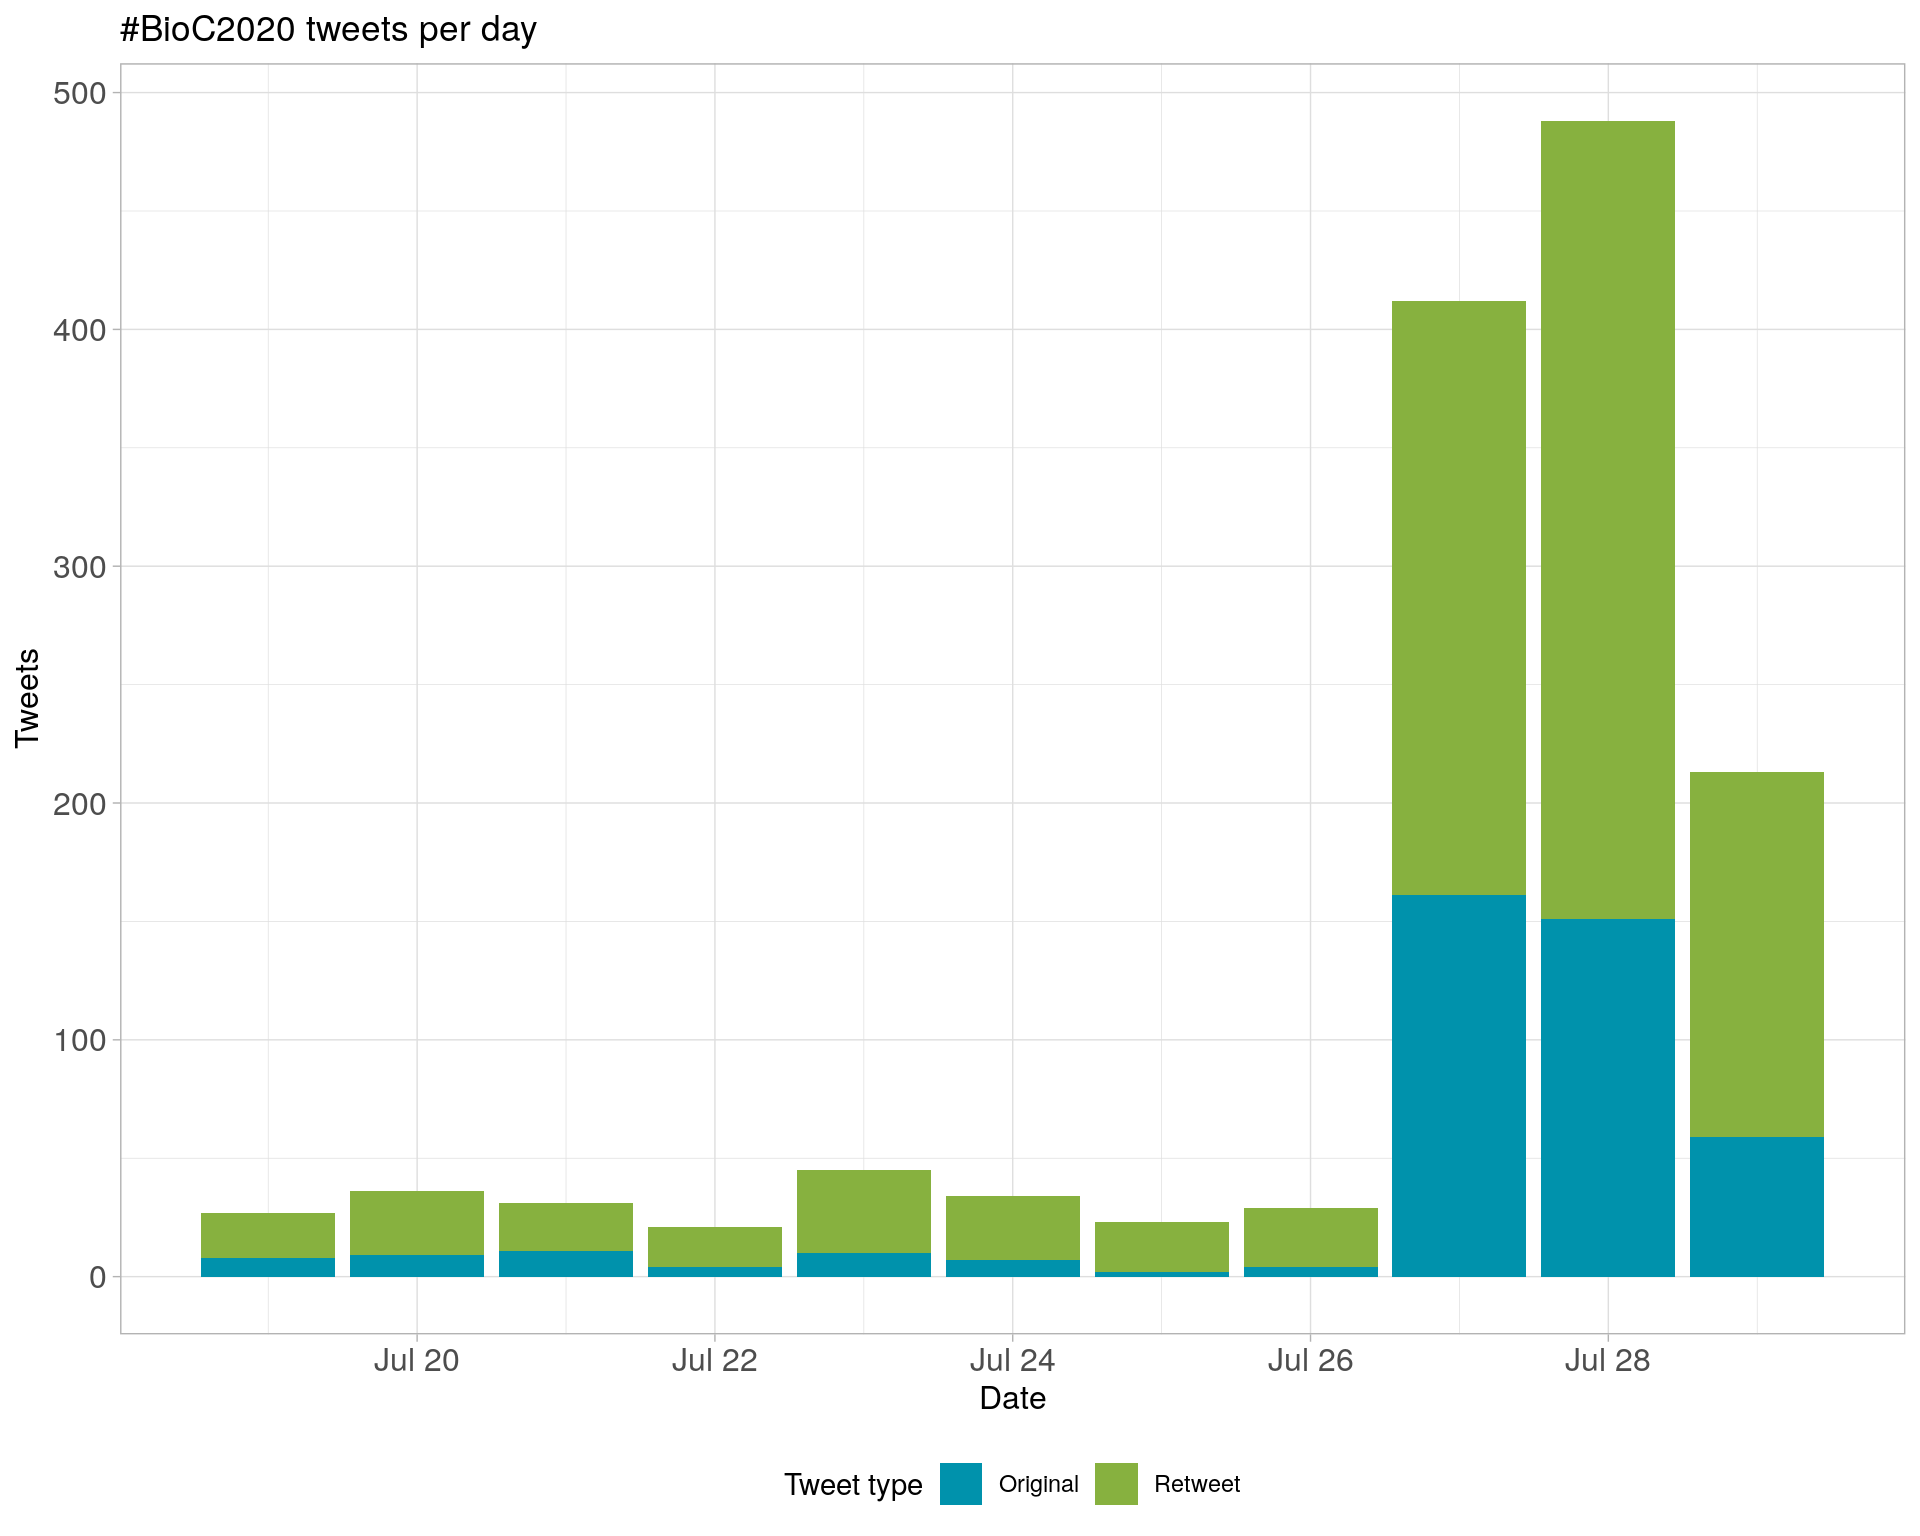 #BioC2020 tweets per day
500
400
300
200
100
0
Tweets
Jul 20 Jul 22 Jul 24 Jul 26 Jul 28
Date
Tweet type Original Retweet